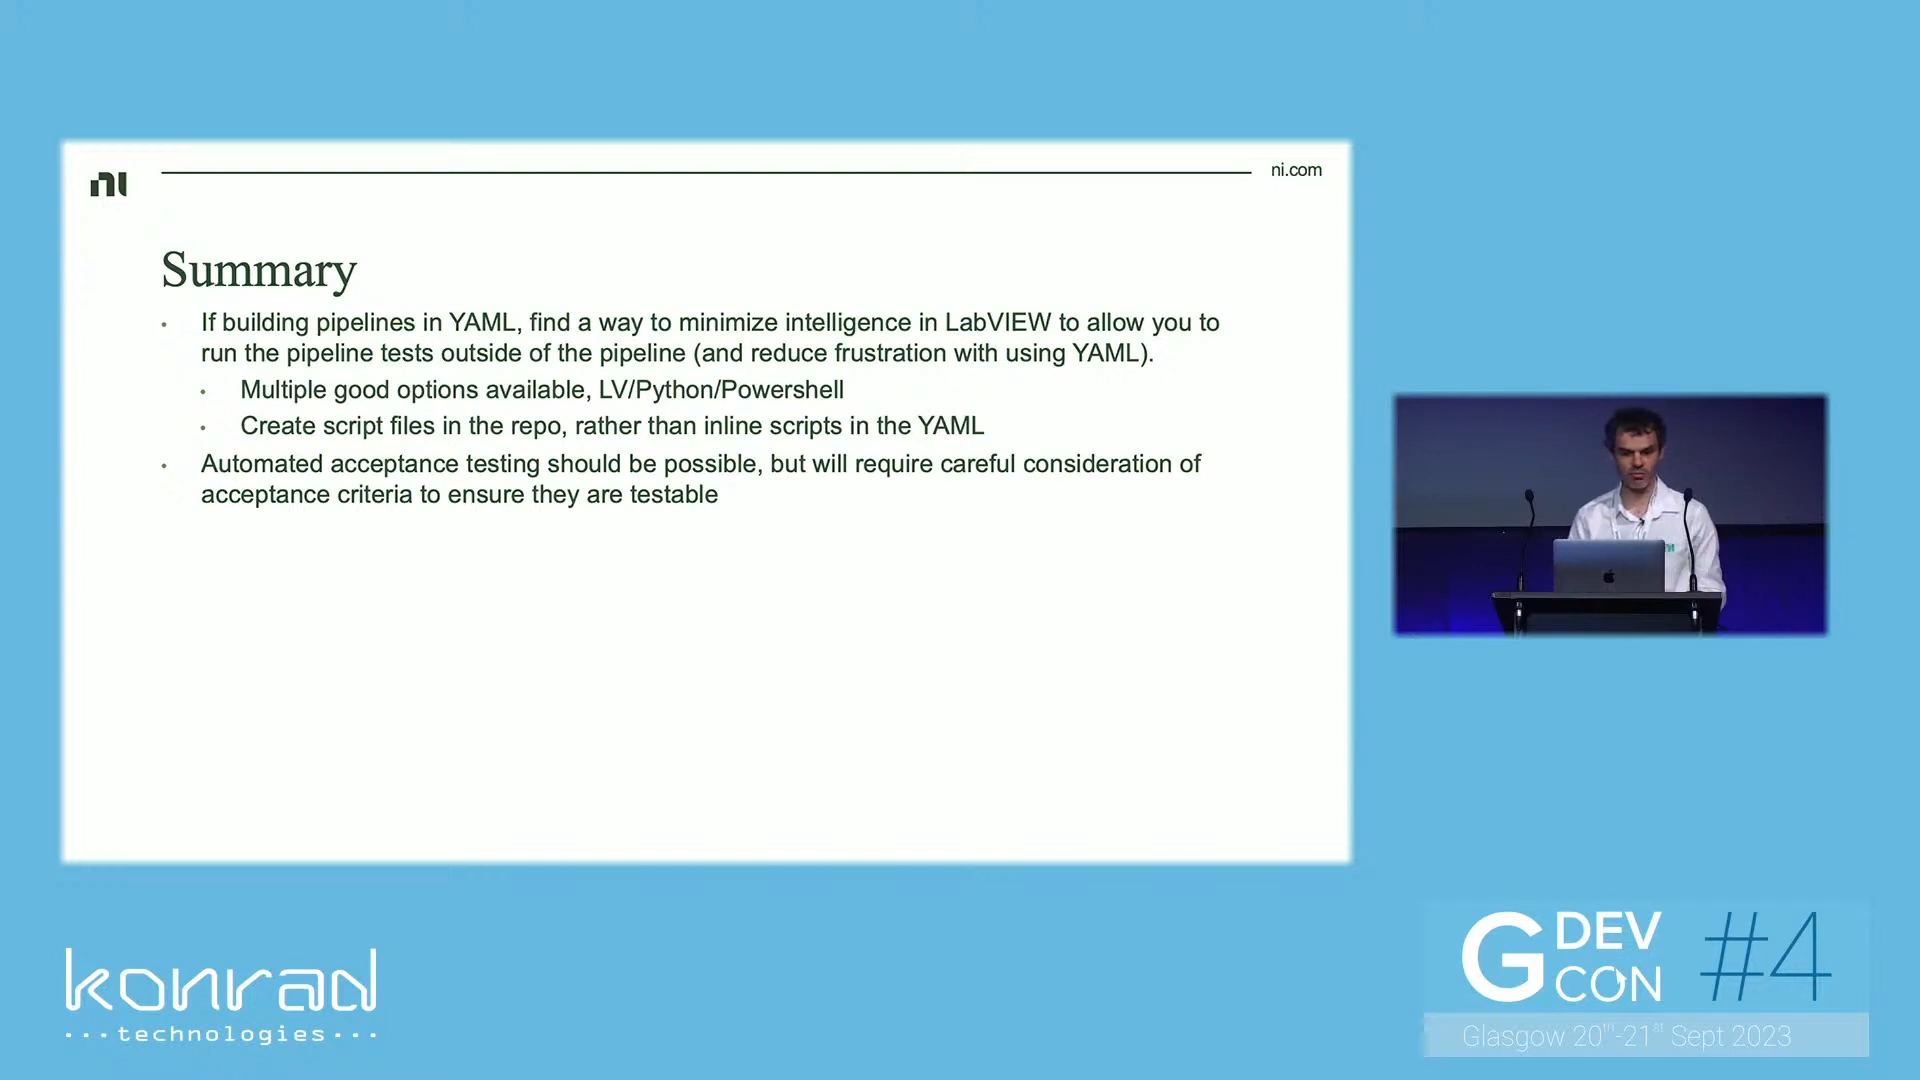 ni
ni.com
Summary
• If building pipelines in YAML, find a way to minimize intelligence in LabVIEW to allow you to
run the pipeline tests outside of the pipeline (and reduce frustration with using YAML).
• Multiple good options available, LV/Python/Powershell
• Create script files in the repo, rather than inline scripts in the YAML
• Automated acceptance testing should be possible, but will require careful consideration of
acceptance criteria to ensure they are testable
konrad
···technologies···
G DEV CON #4
Glasgow 20th-21st Sept 2023